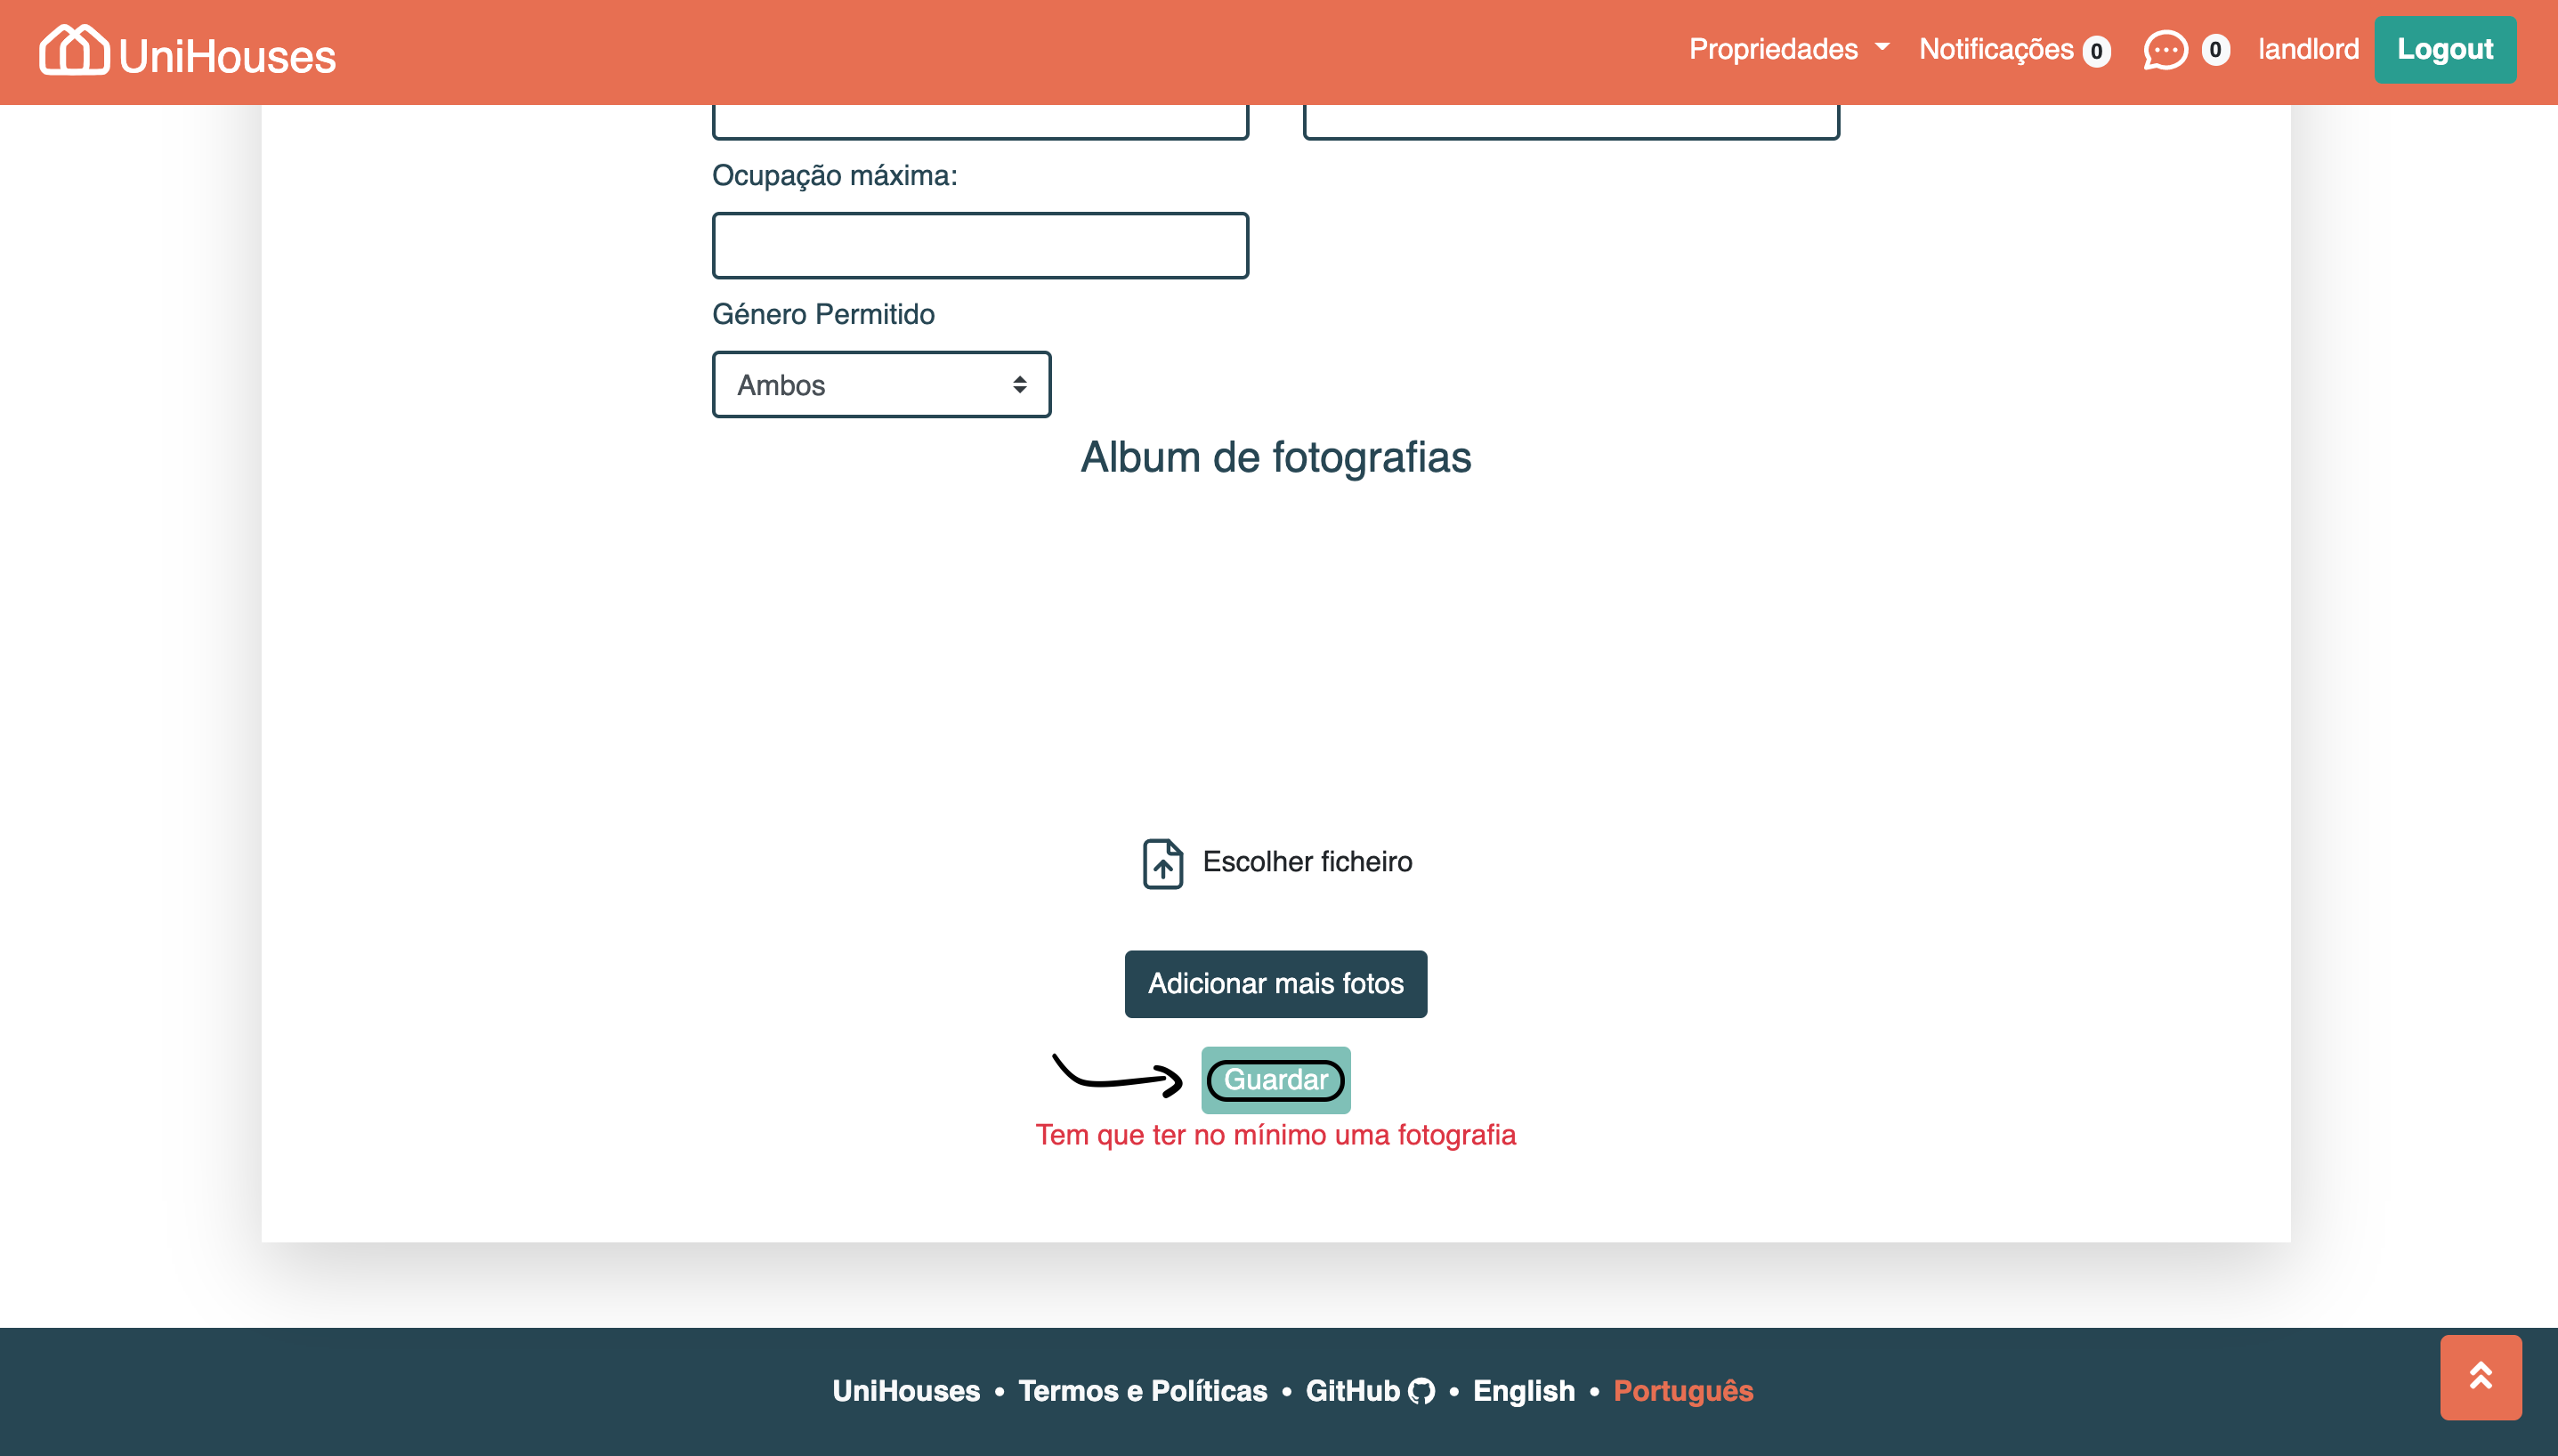 UniHouses
Propriedades Notificações 0 0 landlord Logout
Ocupação máxima:
Género Permitido
Ambos
Album de fotografias
Escolher ficheiro
Adicionar mais fotos
Guardar
Tem que ter no mínimo uma fotografia
UniHouses • Termos e Políticas • GitHub • English • Português